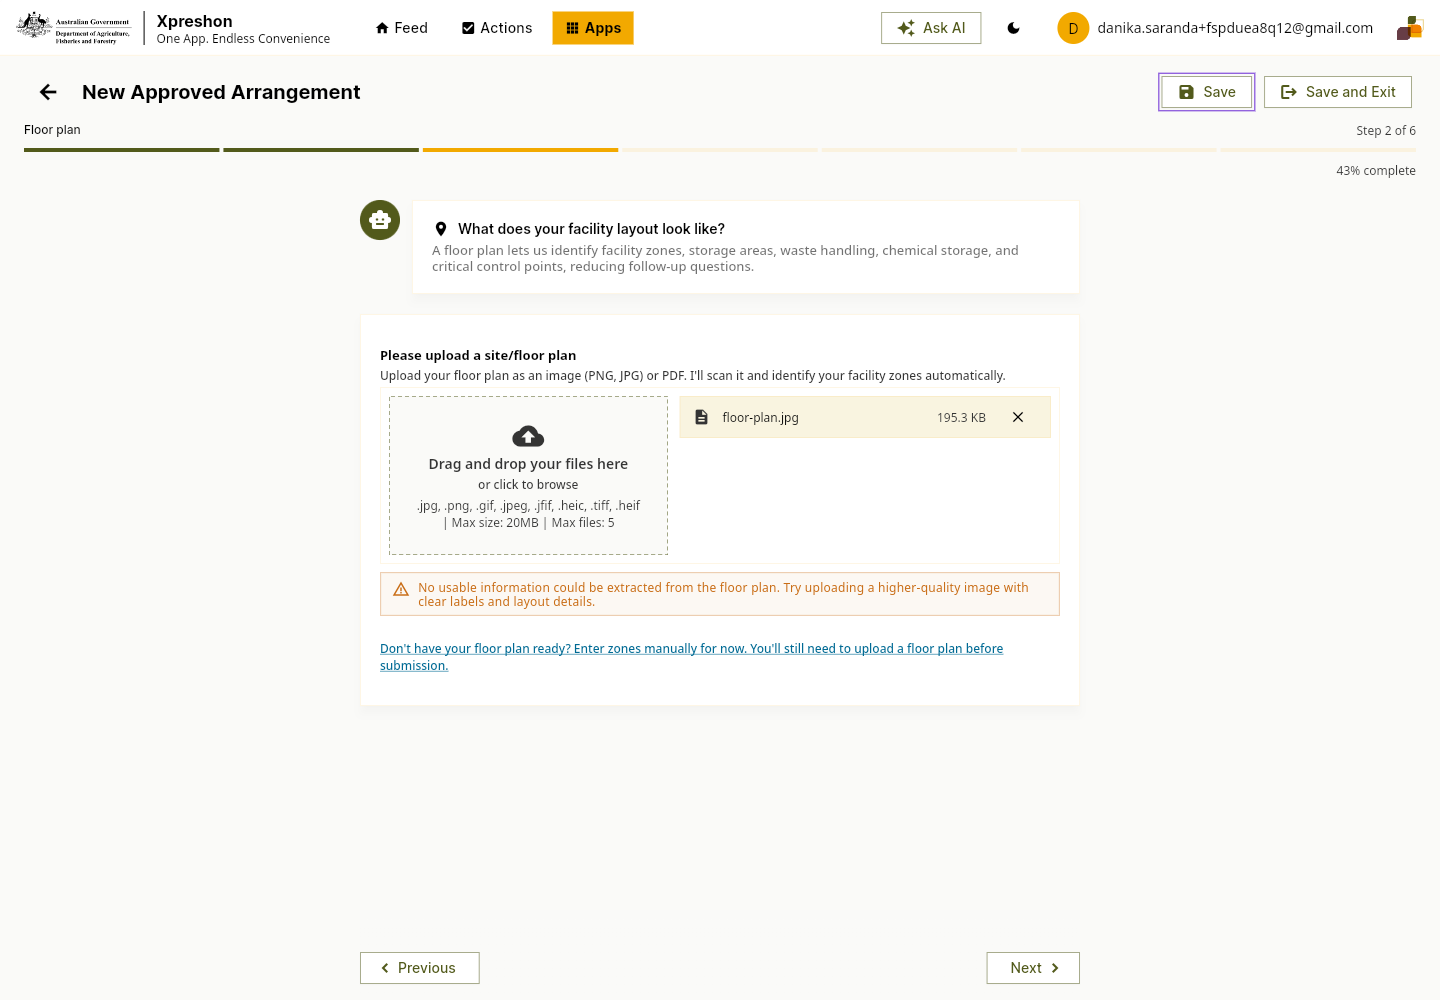 Australian Government
Department of Agriculture,
Fisheries and Forestry
Xpreshon
One App. Endless Convenience
Feed
Actions
Apps
Ask AI
D
danika.saranda+fspduea8q12@gmail.com
New Approved Arrangement
Save
Save and Exit
Floor plan
Step 2 of 6
43% complete
What does your facility layout look like?
A floor plan lets us identify facility zones, storage areas, waste handling, chemical storage, and
critical control points, reducing follow-up questions.
Please upload a site/floor plan
Upload your floor plan as an image (PNG, JPG) or PDF. I'll scan it and identify your facility zones automatically.
Drag and drop your files here
or click to browse
.jpg, .png, .gif, .jpeg, .jfif, .heic, .tiff, .heif
| Max size: 20MB | Max files: 5
floor-plan.jpg
195.3 KB
No usable information could be extracted from the floor plan. Try uploading a higher-quality image with
clear labels and layout details.
Don't have your floor plan ready? Enter zones manually for now. You'll still need to upload a floor plan before
submission.
Previous
Next